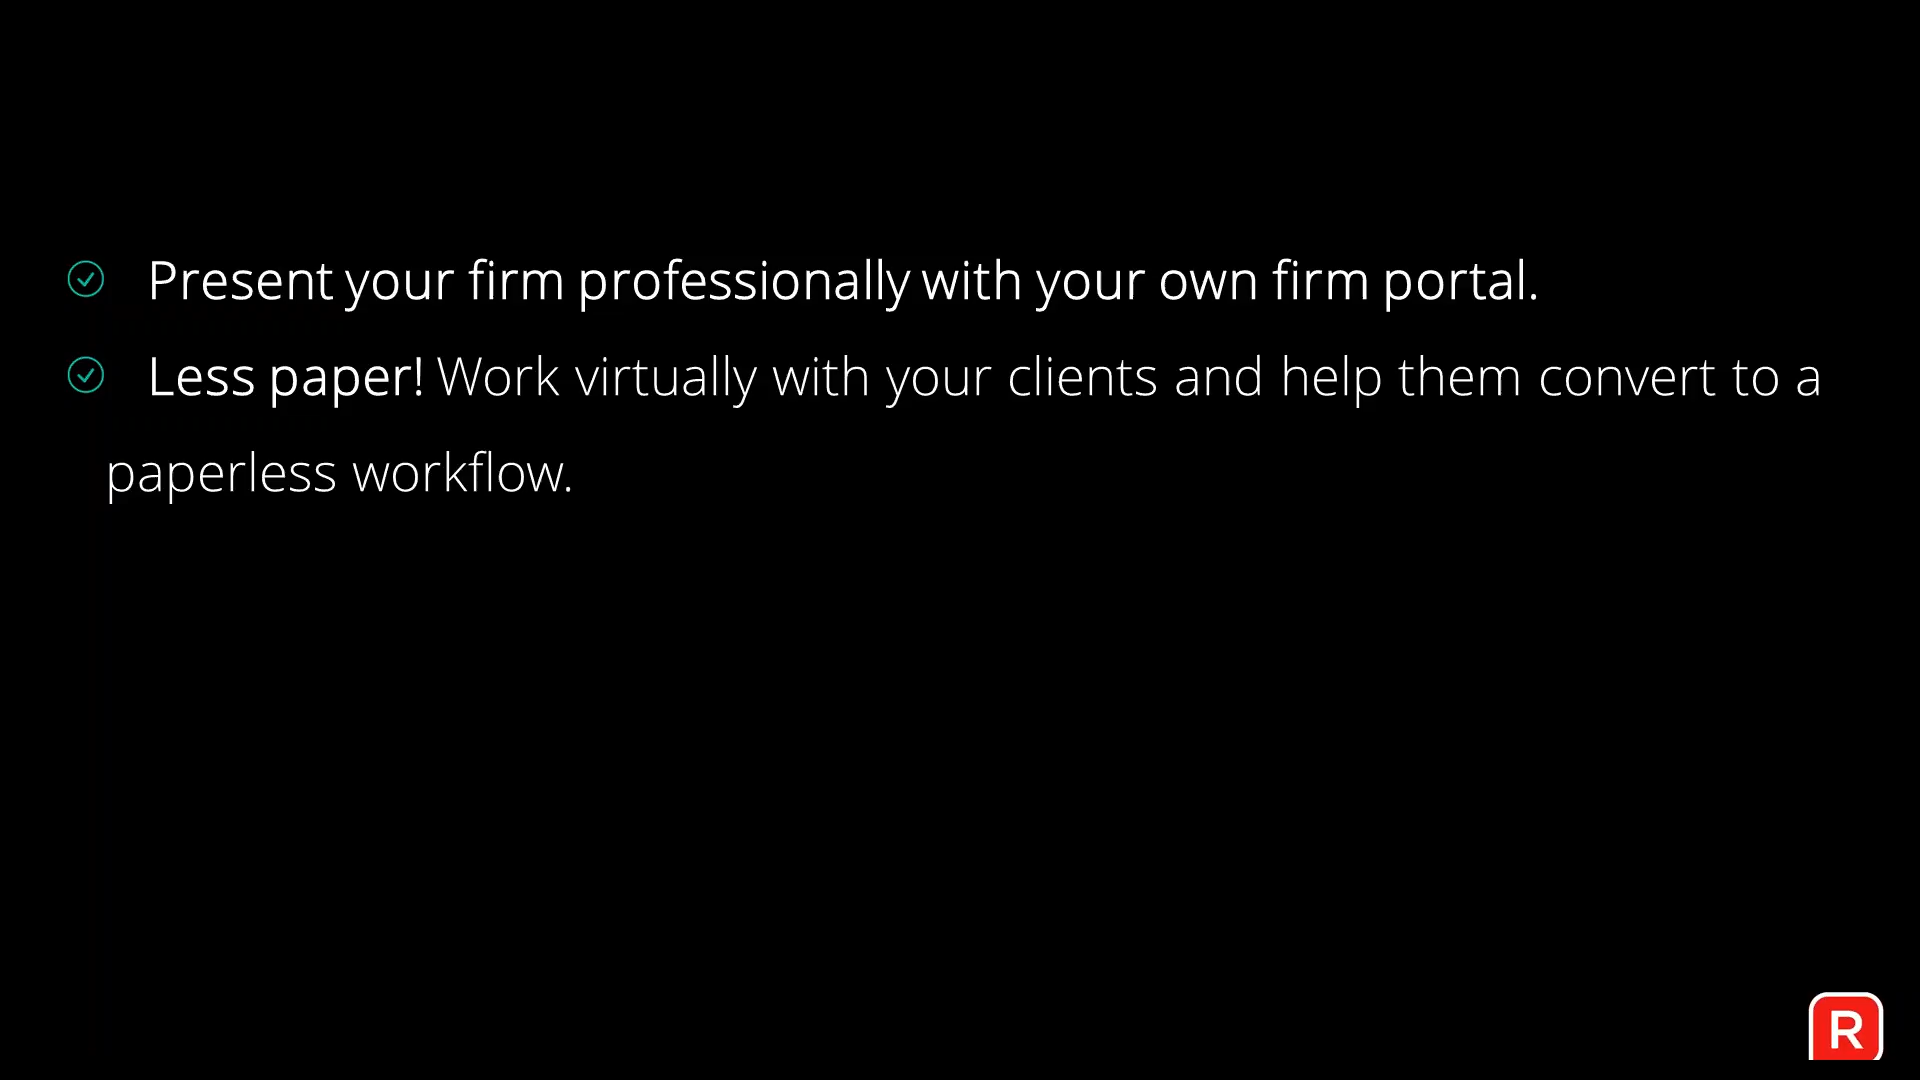 Present your firm professionally with your own firm portal.
Less paper! Work virtually with your clients and help them convert to a
paperless workflow.
R